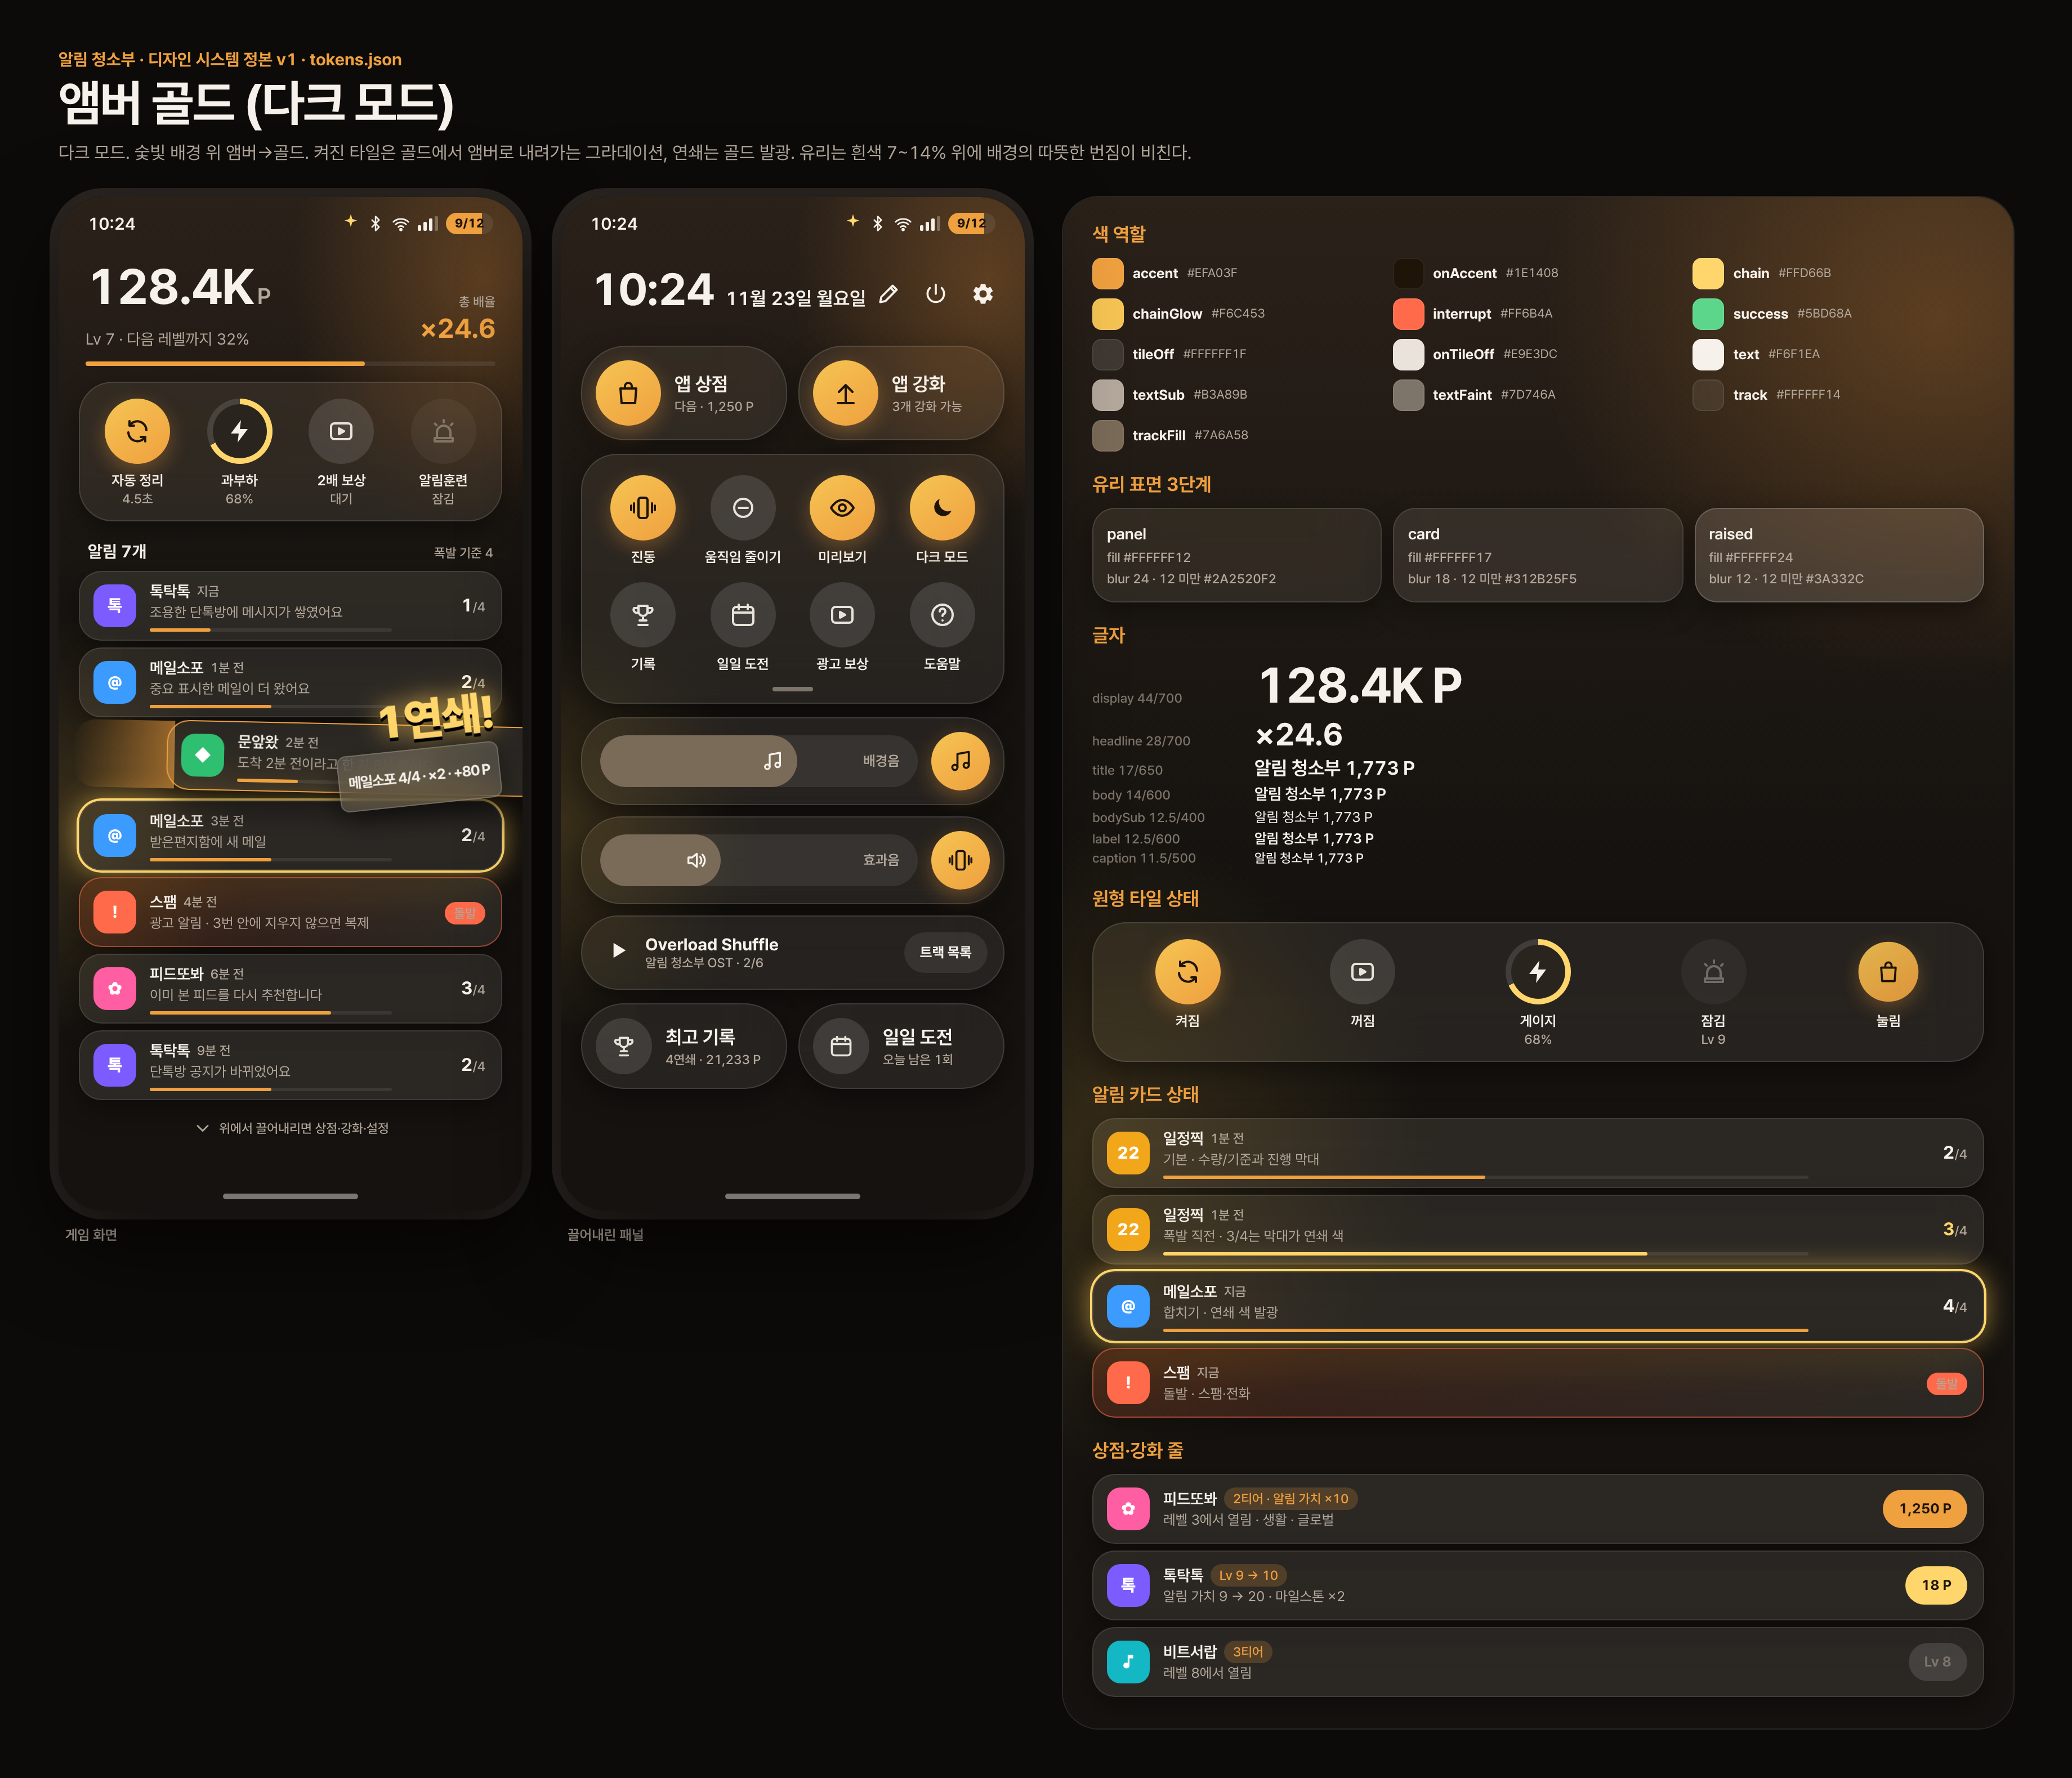 알림 청소부 · 디자인 시스템 정본 v1 · tokens.json
앰버 골드 (다크 모드)
다크 모드. 숯빛 배경 위 앰버→골드. 켜진 타일은 골드에서 앰버로 내려가는 그라데이션, 연쇄는 골드 발광. 유리는 흰색 7~14% 위에 배경의 따뜻한 번짐이 비친다.
10:24
9/12
128.4K P
총 배율
×24.6
Lv 7 · 다음 레벨까지 32%
자동 정리
4.5초
과부하
68%
2배 보상
대기
알림훈련
잠김
알림 7개
폭발 기준 4
톡
톡탁톡 지금
조용한 단톡방에 메시지가 쌓였어요
1/4
@
메일소포 1분 전
중요 표시한 메일이 더 왔어요
2/4
1연쇄!
문앞왔 2분 전
도착 2분 전이라고
메일소포 4/4 · ×2 · +80 P
@
메일소포 3분 전
받은편지함에 새 메일
2/4
!
스팸 4분 전
광고 알림 · 3번 안에 지우지 않으면 복제
돌발
피드또봐 6분 전
이미 본 피드를 다시 추천합니다
3/4
톡
톡탁톡 9분 전
단톡방 공지가 바뀌었어요
2/4
위에서 끌어내리면 상점·강화·설정
게임 화면
10:24
9/12
10:24 11월 23일 월요일
앱 상점
다음 · 1,250 P
앱 강화
3개 강화 가능
진동
움직임 줄이기
미리보기
다크 모드
기록
일일 도전
광고 보상
도움말
배경음
효과음
Overload Shuffle
알림 청소부 OST · 2/6
트랙 목록
최고 기록
4연쇄 · 21,233 P
일일 도전
오늘 남은 1회
끌어내린 패널
색 역할
accent #EFA03F
onAccent #1E1408
chain #FFD66B
chainGlow #F6C453
interrupt #FF6B4A
success #5BD68A
tileOff #FFFFFF1F
onTileOff #E9E3DC
text #F6F1EA
textSub #B3A89B
textFaint #7D746A
track #FFFFFF14
trackFill #7A6A58
유리 표면 3단계
panel
fill #FFFFFF12
blur 24 · 12 미만 #2A2520F2
card
fill #FFFFFF17
blur 18 · 12 미만 #312B25F5
raised
fill #FFFFFF24
blur 12 · 12 미만 #3A332C
글자
display 44/700
128.4K P
headline 28/700
×24.6
title 17/650
알림 청소부 1,773 P
body 14/600
알림 청소부 1,773 P
bodySub 12.5/400
알림 청소부 1,773 P
label 12.5/600
알림 청소부 1,773 P
caption 11.5/500
알림 청소부 1,773 P
원형 타일 상태
켜짐
꺼짐
게이지
68%
잠김
Lv 9
눌림
알림 카드 상태
22
일정찍 1분 전
기본 · 수량/기준과 진행 막대
2/4
22
일정찍 1분 전
폭발 직전 · 3/4는 막대가 연쇄 색
3/4
@
메일소포 지금
합치기 · 연쇄 색 발광
4/4
!
스팸 지금
돌발 · 스팸·전화
돌발
상점·강화 줄
피드또봐 2티어 · 알림 가치 ×10
레벨 3에서 열림 · 생활 · 글로벌
1,250 P
톡
톡탁톡 Lv 9 → 10
알림 가치 9 → 20 · 마일스톤 ×2
18 P
비트서랍 3티어
레벨 8에서 열림
Lv 8